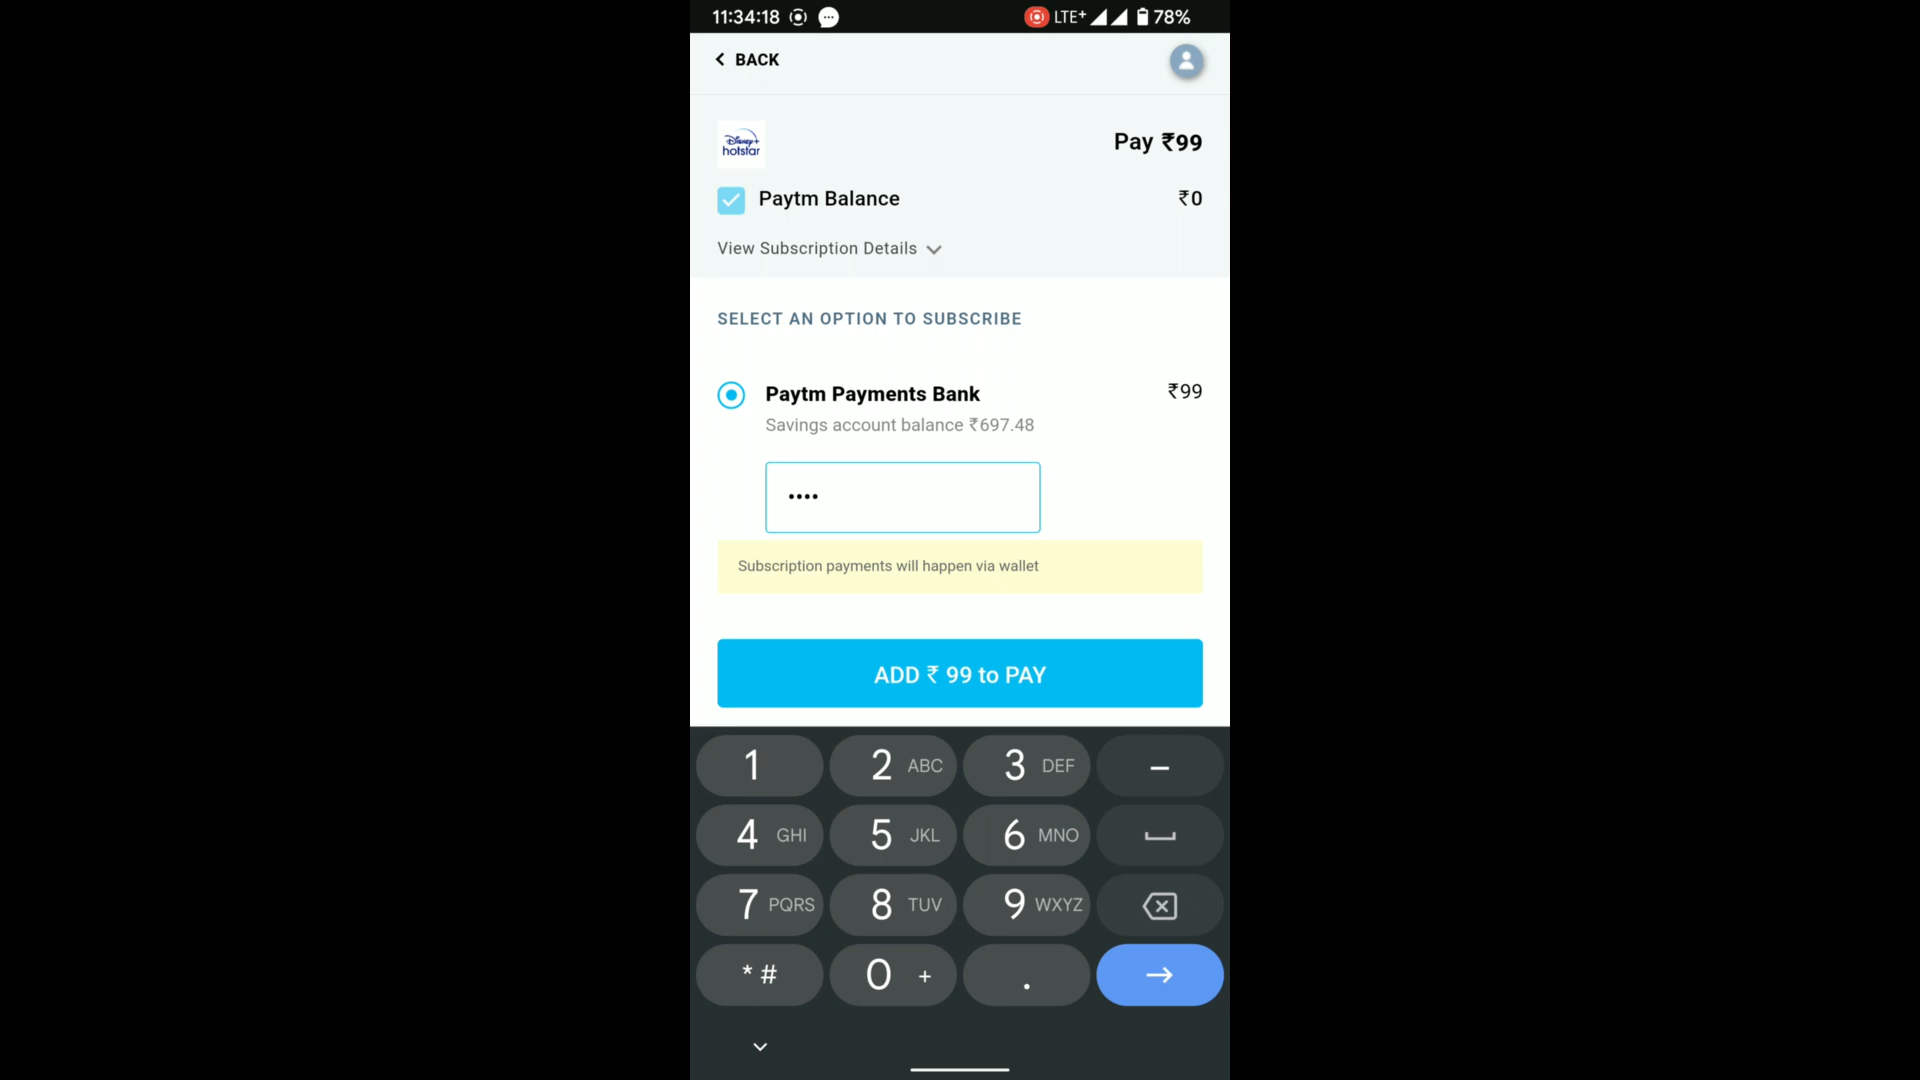 11:34:18 LTE+ 78%
BACK
Disney+
hotstar
Pay ₹99
Paytm Balance ₹0
View Subscription Details
SELECT AN OPTION TO SUBSCRIBE
Paytm Payments Bank ₹99
Savings account balance ₹697.48
••••
Subscription payments will happen via wallet
ADD ₹ 99 to PAY
1 2 ABC 3 DEF –
4 GHI 5 JKL 6 MNO
7 PQRS 8 TUV 9 WXYZ
* # 0 + .